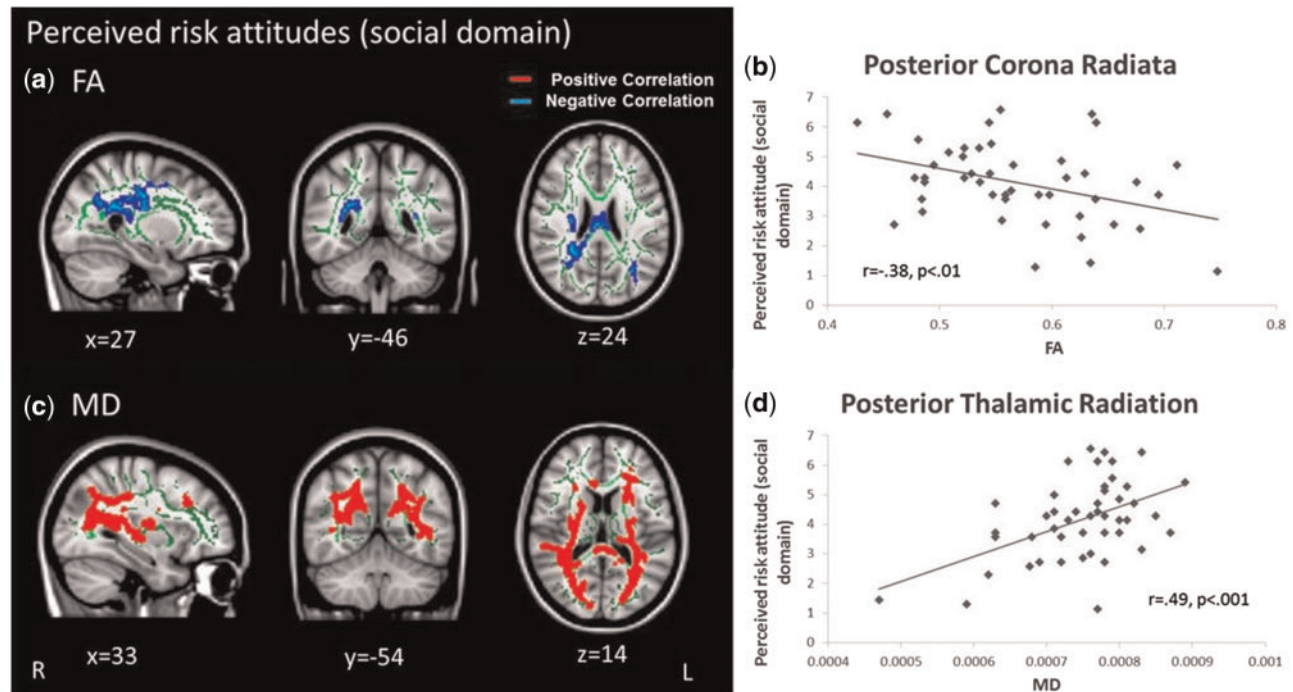 Perceived risk attitudes (social domain)
(a) FA
Positive Correlation
Negative Correlation
x=27
y=-46
z=24
(b) Posterior Corona Radiata
Perceived risk attitude (social
domain)
7
6
5
4
3
2
1
0
r=-.38, p<.01
0.4 0.5 0.6 0.7 0.8
FA
(c) MD
x=33
y=-54
z=14
R
L
(d) Posterior Thalamic Radiation
Perceived risk attitude (social
domain)
7
6
5
4
3
2
1
0
r=.49, p<.001
0.0004 0.0005 0.0006 0.0007 0.0008 0.0009 0.001
MD